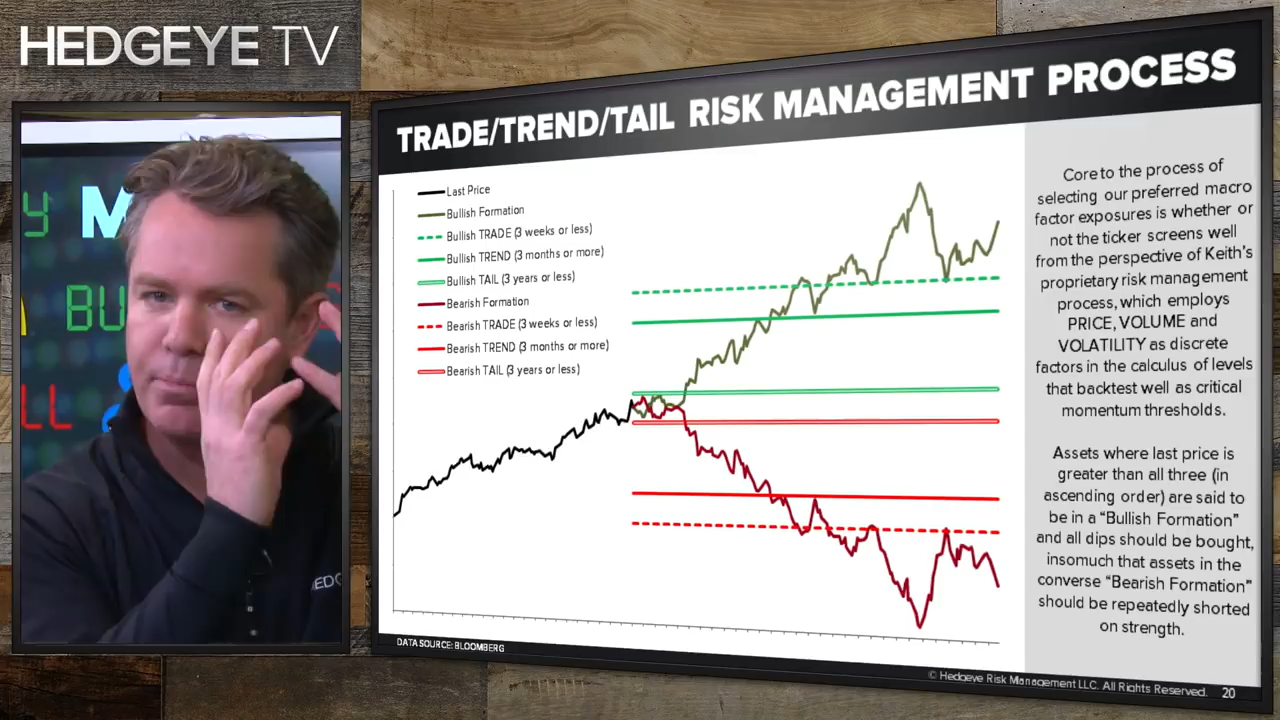 HEDGEYE TV
Y M
BU
LL
HEDG
TRADE/TREND/TAIL RISK MANAGEMENT PROCESS
Last Price
Bullish Formation
Bullish TRADE (3 weeks or less)
Bullish TREND (3 months or more)
Bullish TAIL (3 years or less)
Bearish Formation
Bearish TRADE (3 weeks or less)
Bearish TREND (3 months or more)
Bearish TAIL (3 years or less)
Core to the process of
selecting our preferred macro
factor exposures is whether or
not the ticker screens well
from the perspective of Keith's
proprietary risk management
process, which employs
PRICE, VOLUME and
VOLATILITY as discrete
factors in the calculus of levels
that backtest well as critical
momentum thresholds.
Assets where last price is
greater than all three (in
ascending order) are said to
be in a “Bullish Formation”
and all dips should be bought,
insomuch that assets in the
converse “Bearish Formation”
should be repeatedly shorted
on strength.
DATA SOURCE: BLOOMBERG
© Hedgeye Risk Management LLC. All Rights Reserved. 20